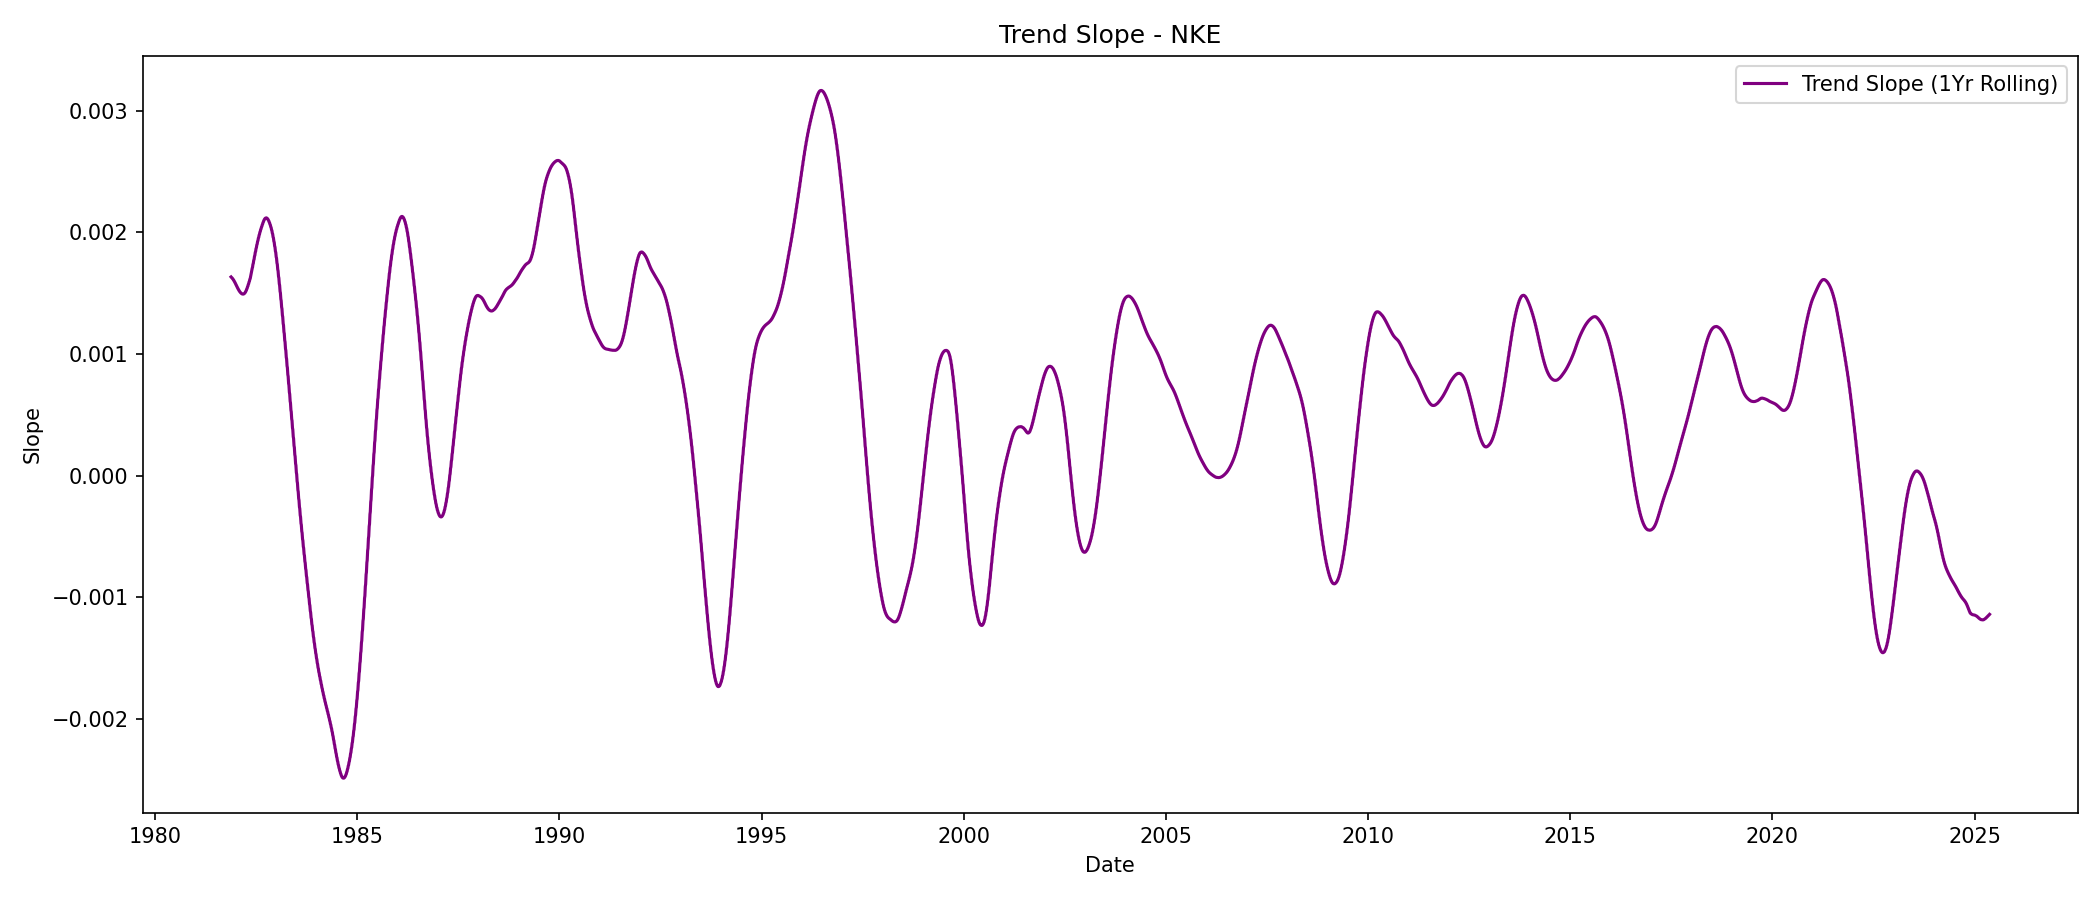 Trend Slope - NKE
Trend Slope (1Yr Rolling)
Slope
0.003
0.002
0.001
0.000
−0.001
−0.002
1980 1985 1990 1995 2000 2005 2010 2015 2020 2025
Date